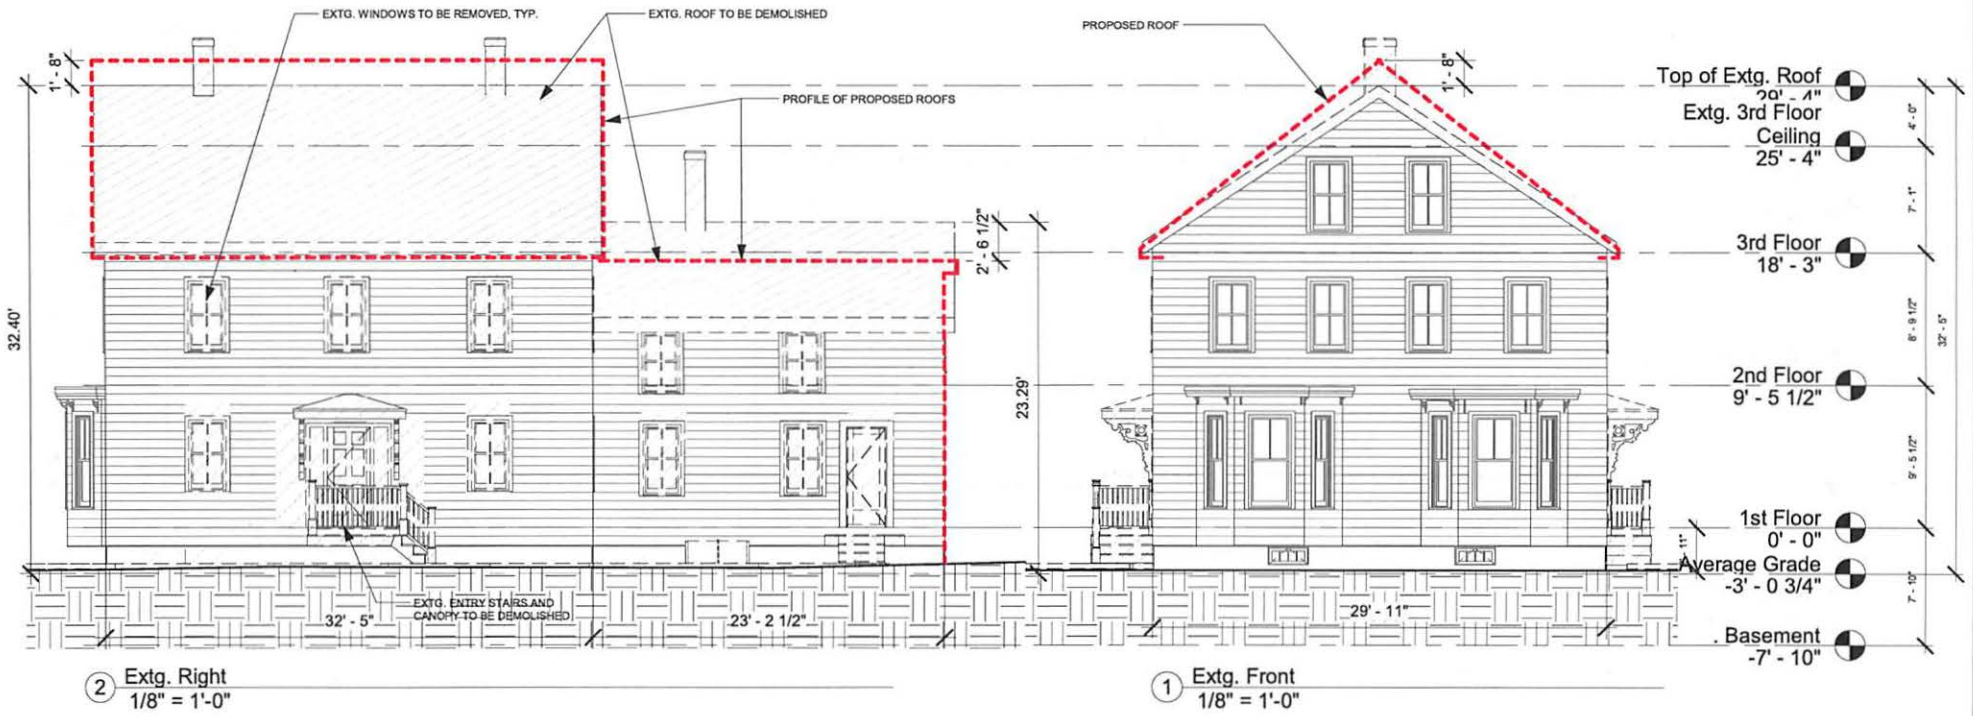 EXTG. WINDOWS TO BE REMOVED, TYP.
EXTG. ROOF TO BE DEMOLISHED
PROPOSED ROOF
1' - 8"
PROFILE OF PROPOSED ROOFS
1' - 8"
Top of Extg. Roof
29' - 4"
Extg. 3rd Floor
Ceiling
25' - 4"
4' - 0"
7' - 1"
2' - 6 1/2"
3rd Floor
18' - 3"
32.40'
8' - 9 1/2"
32' - 5"
2nd Floor
9' - 5 1/2"
23.29'
9' - 5 1/2"
1st Floor
0' - 0"
Average Grade
-3' - 0 3/4"
7' - 10"
EXTG. ENTRY STAIRS AND
CANOPY TO BE DEMOLISHED
32' - 5"
23' - 2 1/2"
29' - 11"
. Basement
-7' - 10"
2
Extg. Right
1/8" = 1'-0"
1
Extg. Front
1/8" = 1'-0"